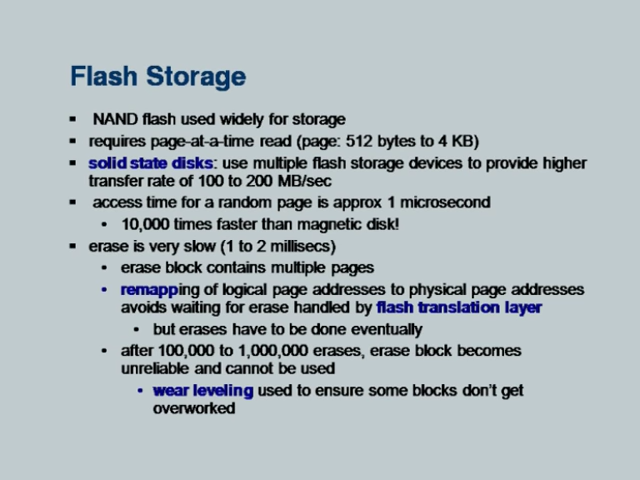 Flash Storage
▪ NAND flash used widely for storage
▪ requires page-at-a-time read (page: 512 bytes to 4 KB)
▪ solid state disks: use multiple flash storage devices to provide higher
transfer rate of 100 to 200 MB/sec
▪ access time for a random page is approx 1 microsecond
• 10,000 times faster than magnetic disk!
▪ erase is very slow (1 to 2 millisecs)
• erase block contains multiple pages
• remapping of logical page addresses to physical page addresses
avoids waiting for erase handled by flash translation layer
• but erases have to be done eventually
• after 100,000 to 1,000,000 erases, erase block becomes
unreliable and cannot be used
• wear leveling used to ensure some blocks don't get
overworked